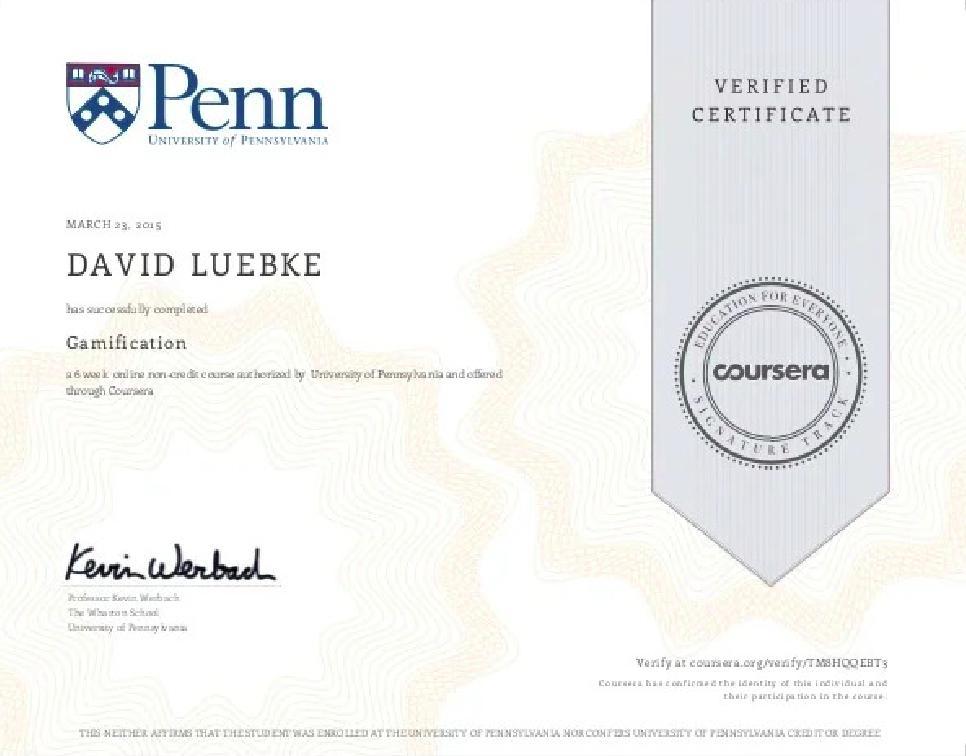 Penn
UNIVERSITY of PENNSYLVANIA
VERIFIED
CERTIFICATE
MARCH 23, 2015
DAVID LUEBKE
has successfully completed
Gamification
a 6 week online non-credit course authorized by University of Pennsylvania and offered
through Coursera
EDUCATION FOR EVERYONE
coursera
SIGNATURE TRACK
Kevin Werbach
Professor Kevin Werbach
The Wharton School
University of Pennsylvania
Verify at coursera.org/verify/TM8HQQEBT3
Coursera has confirmed the identity of this individual and
their participation in the course.
THIS NEITHER AFFIRMS THAT THE STUDENT WAS ENROLLED AT THE UNIVERSITY OF PENNSYLVANIA NOR CONFERS UNIVERSITY OF PENNSYLVANIA CREDIT OR DEGREE